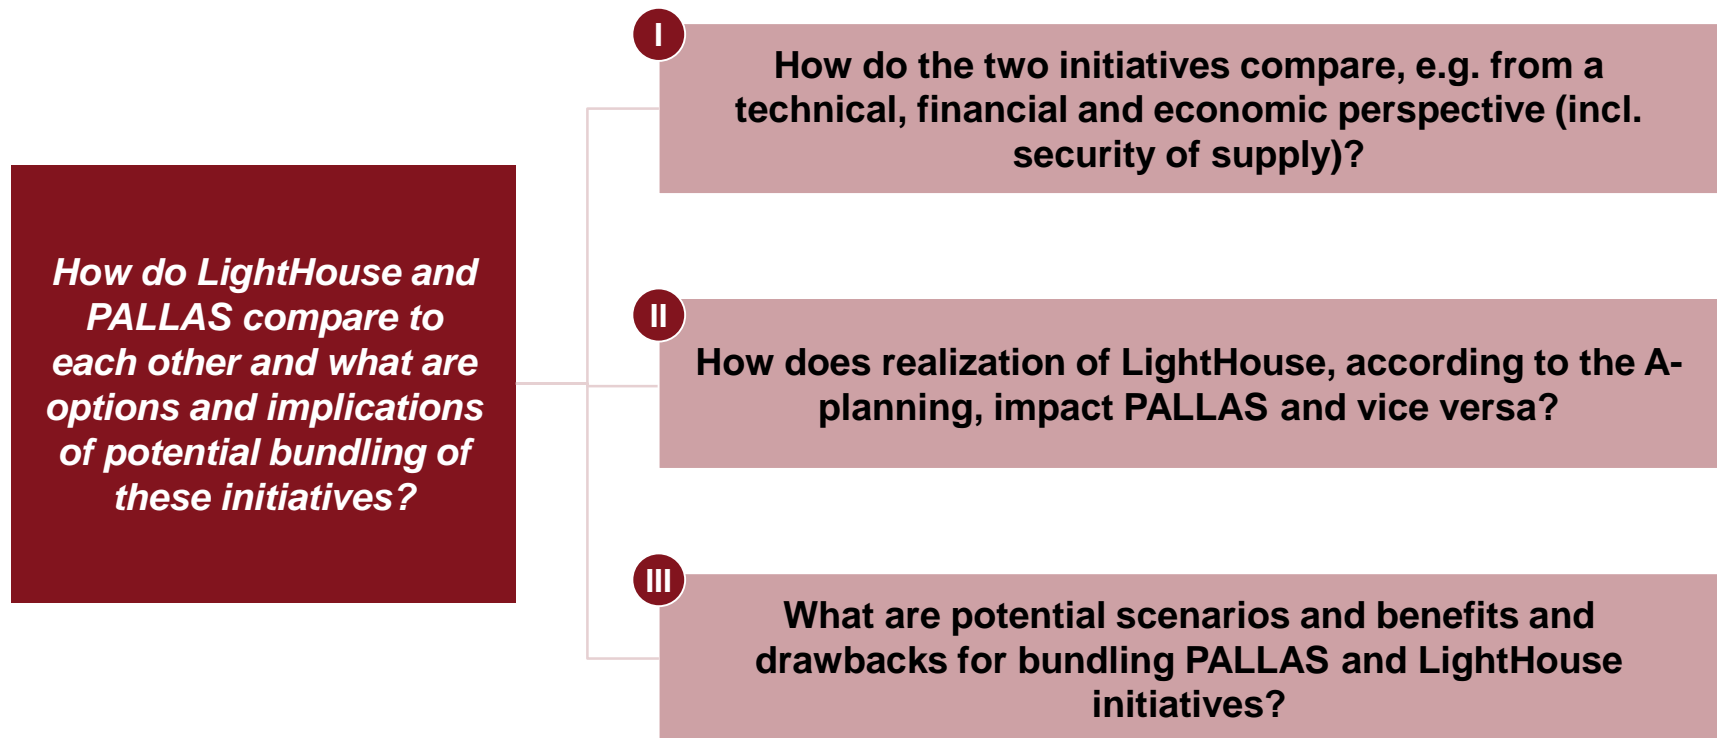 How do LightHouse and
PALLAS compare to
each other and what are
options and implications
of potential bundling of
these initiatives?
I
How do the two initiatives compare, e.g. from a
technical, financial and economic perspective (incl.
security of supply)?
II
How does realization of LightHouse, according to the A-
planning, impact PALLAS and vice versa?
III
What are potential scenarios and benefits and
drawbacks for bundling PALLAS and LightHouse
initiatives?